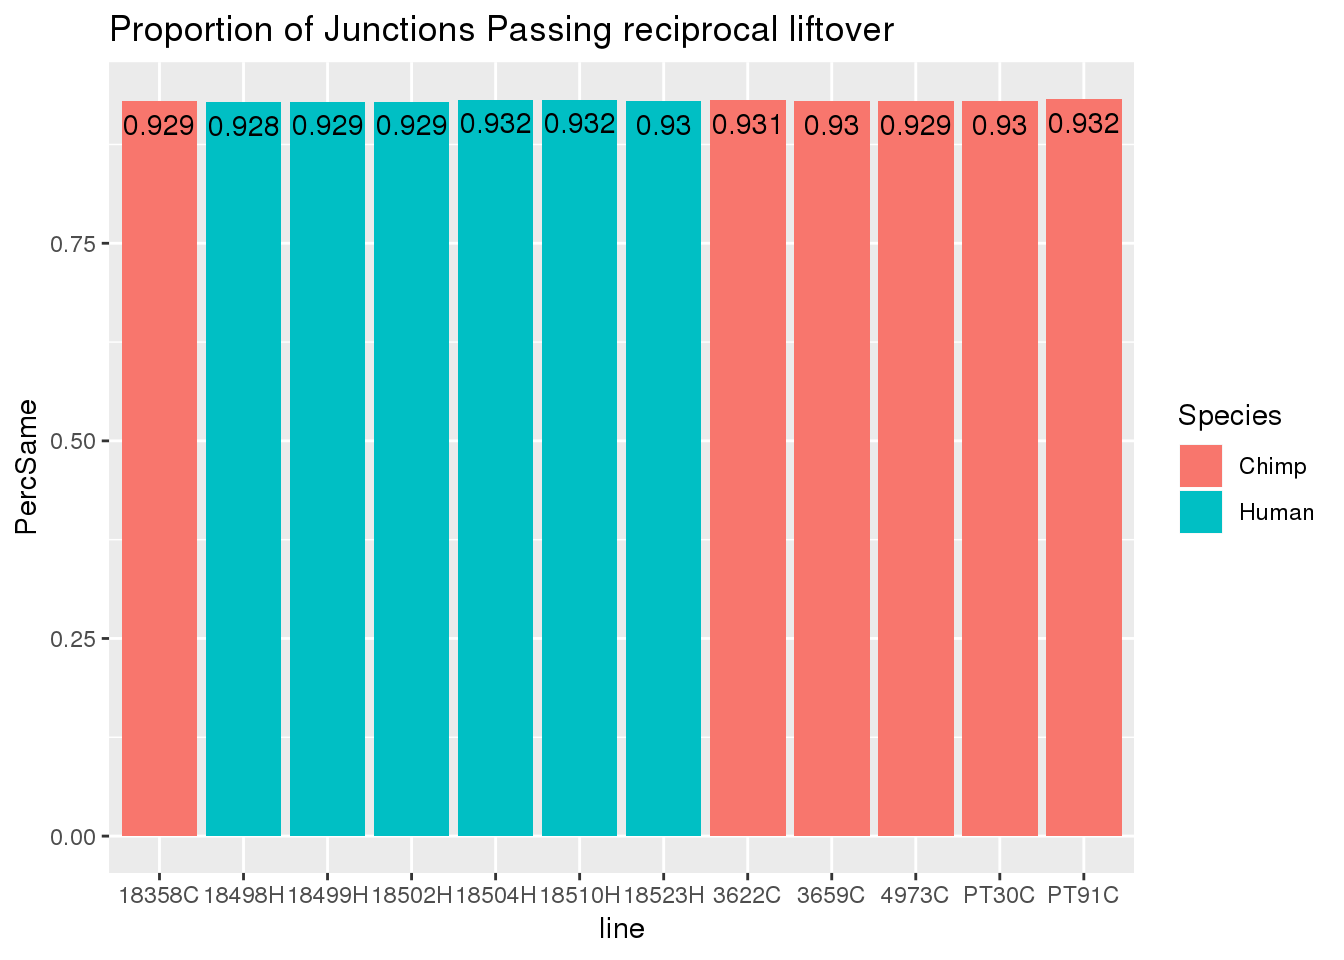 Proportion of Junctions Passing reciprocal liftover
0.929 0.928 0.929 0.929 0.932 0.932 0.93 0.931 0.93 0.929 0.93 0.932
0.75
0.50
0.25
0.00
PercSame
18358C 18498H 18499H 18502H 18504H 18510H 18523H 3622C 3659C 4973C PT30C PT91C
line
Species
Chimp
Human